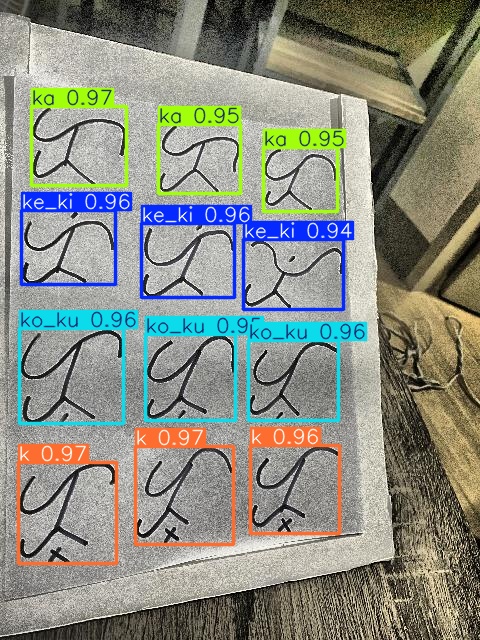 ka 0.97 ka 0.95 ka 0.95
ᜃ ᜃ ᜃ
ke_ki 0.96 ke_ki 0.96 ke_ki 0.94
ᜃᜒ ᜃᜒ ᜃᜒ
ko_ku 0.96 ko_ku 0.95 ko_ku 0.96
ᜃᜓ ᜃᜓ ᜃᜓ
k 0.97 k 0.97 k 0.96
ᜃ᜔ ᜃ᜔ ᜃ᜔